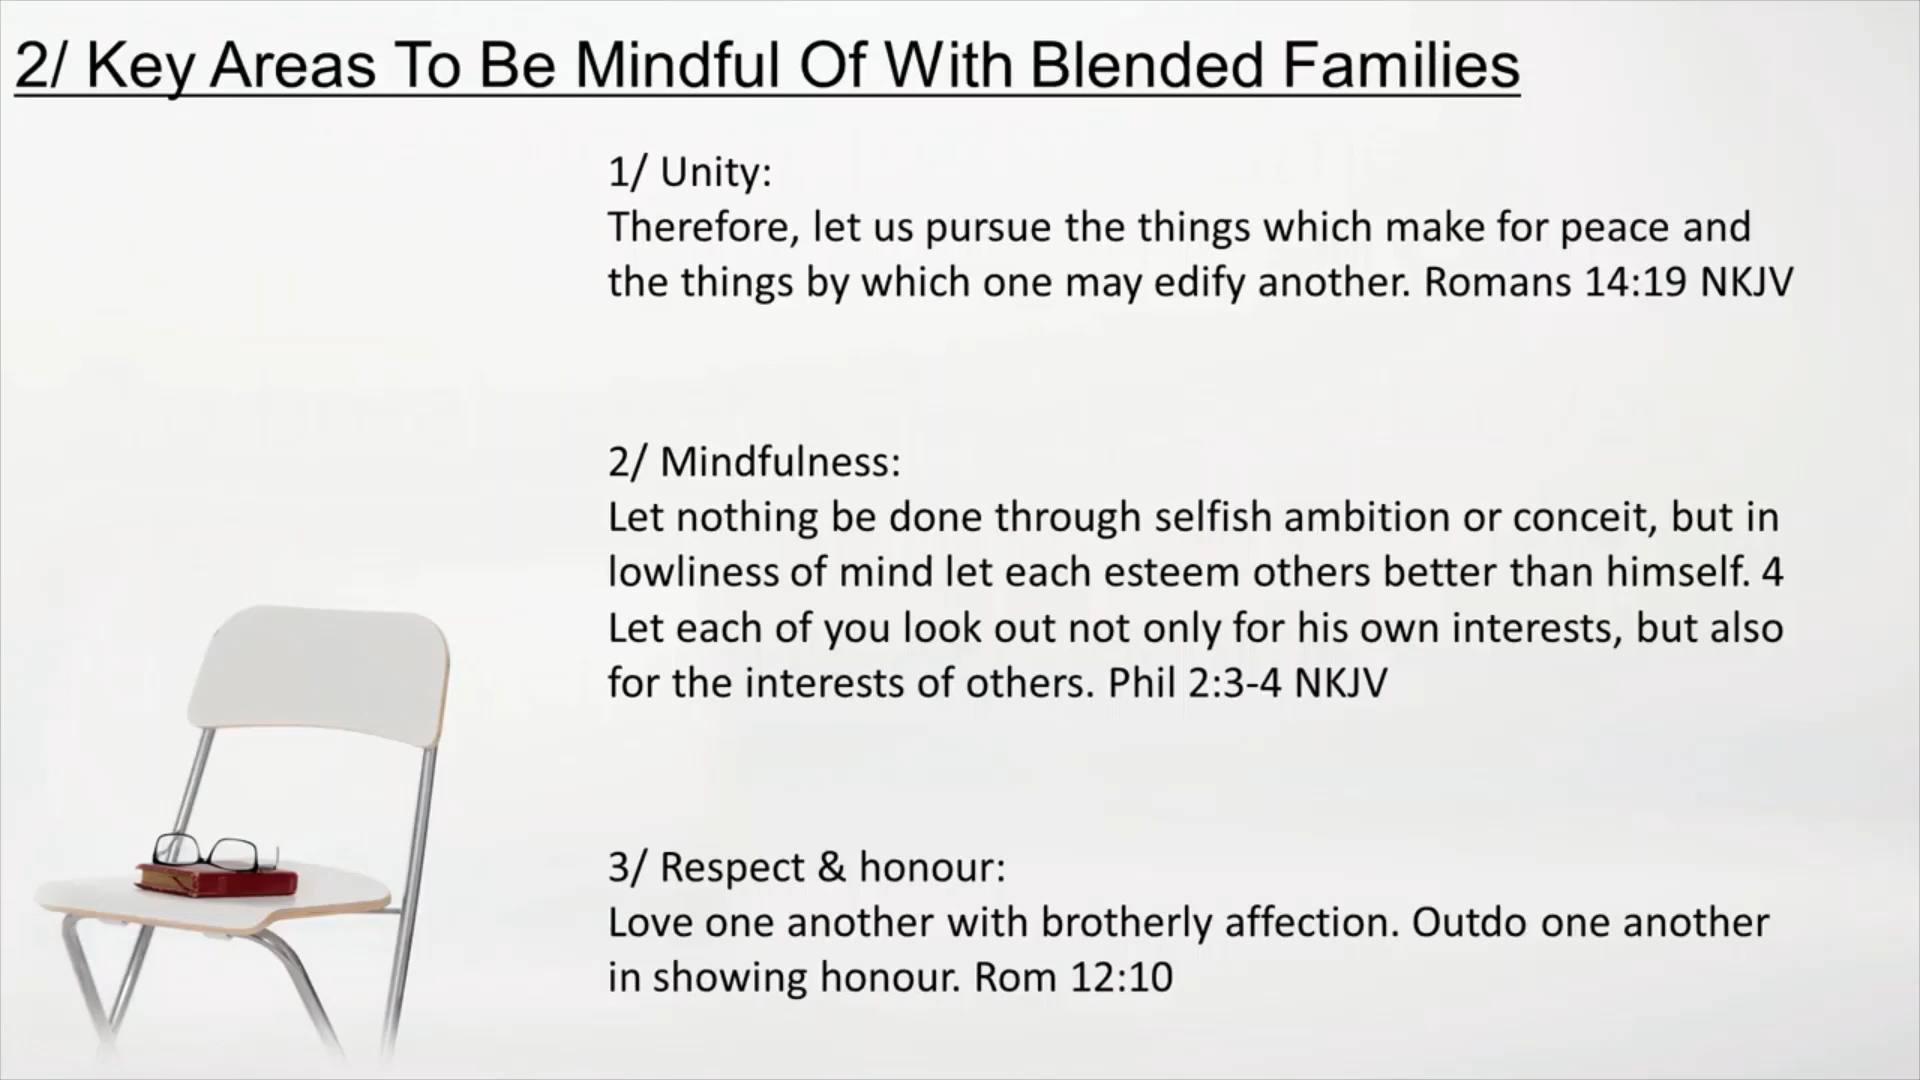 2/ Key Areas To Be Mindful Of With Blended Families
1/ Unity:
Therefore, let us pursue the things which make for peace and
the things by which one may edify another. Romans 14:19 NKJV
2/ Mindfulness:
Let nothing be done through selfish ambition or conceit, but in
lowliness of mind let each esteem others better than himself. 4
Let each of you look out not only for his own interests, but also
for the interests of others. Phil 2:3-4 NKJV
3/ Respect & honour:
Love one another with brotherly affection. Outdo one another
in showing honour. Rom 12:10